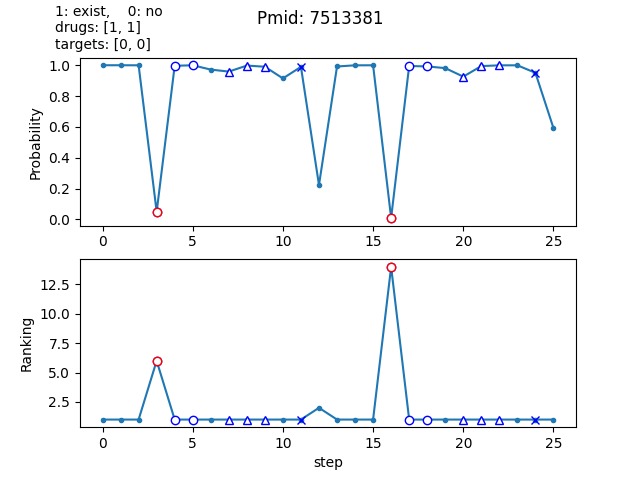 1: exist,    0: no
drugs: [1, 1]
targets: [0, 0]
Pmid: 7513381
Probability
1.0
0.8
0.6
0.4
0.2
0.0
0 5 10 15 20 25
Ranking
12.5
10.0
7.5
5.0
2.5
0 5 10 15 20 25
step